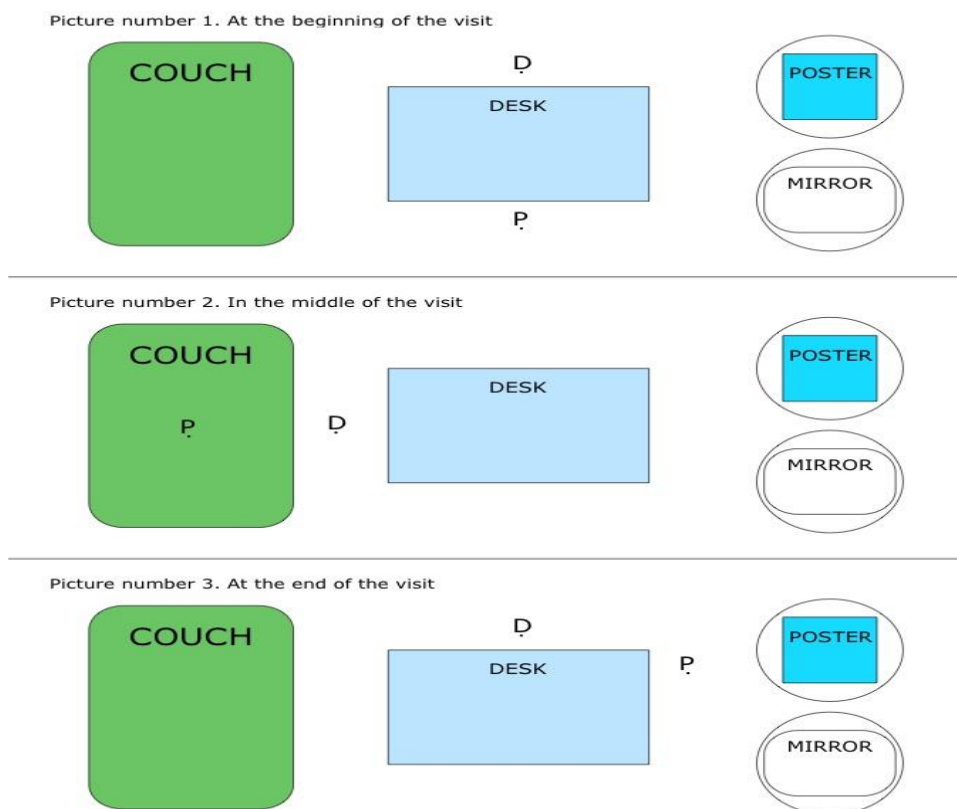 Picture number 1. At the beginning of the visit
COUCH
D
DESK
P
POSTER
MIRROR
Picture number 2. In the middle of the visit
COUCH
P
D
DESK
POSTER
MIRROR
Picture number 3. At the end of the visit
COUCH
D
DESK
P
POSTER
MIRROR